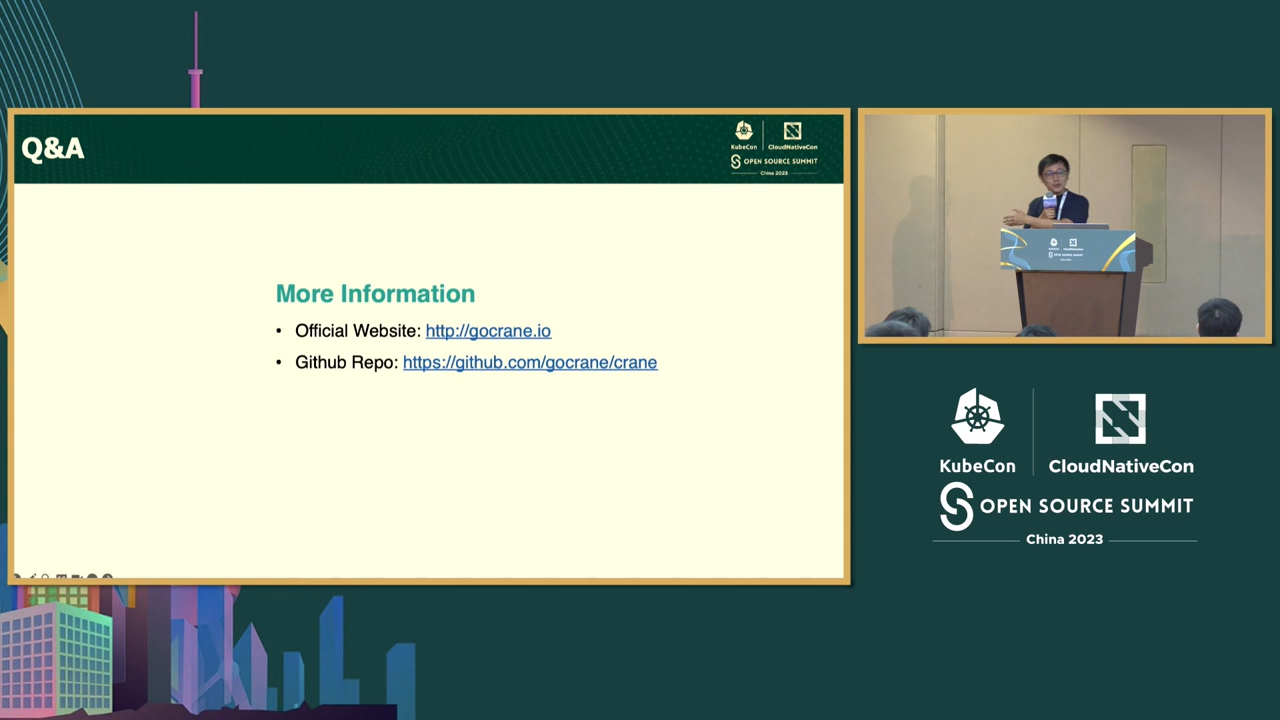 Q&A
KubeCon
CloudNativeCon
OPEN SOURCE SUMMIT
China 2023
More Information
• Official Website: http://gocrane.io
• Github Repo: https://github.com/gocrane/crane
KubeCon
CloudNativeCon
OPEN SOURCE SUMMIT
China 2023